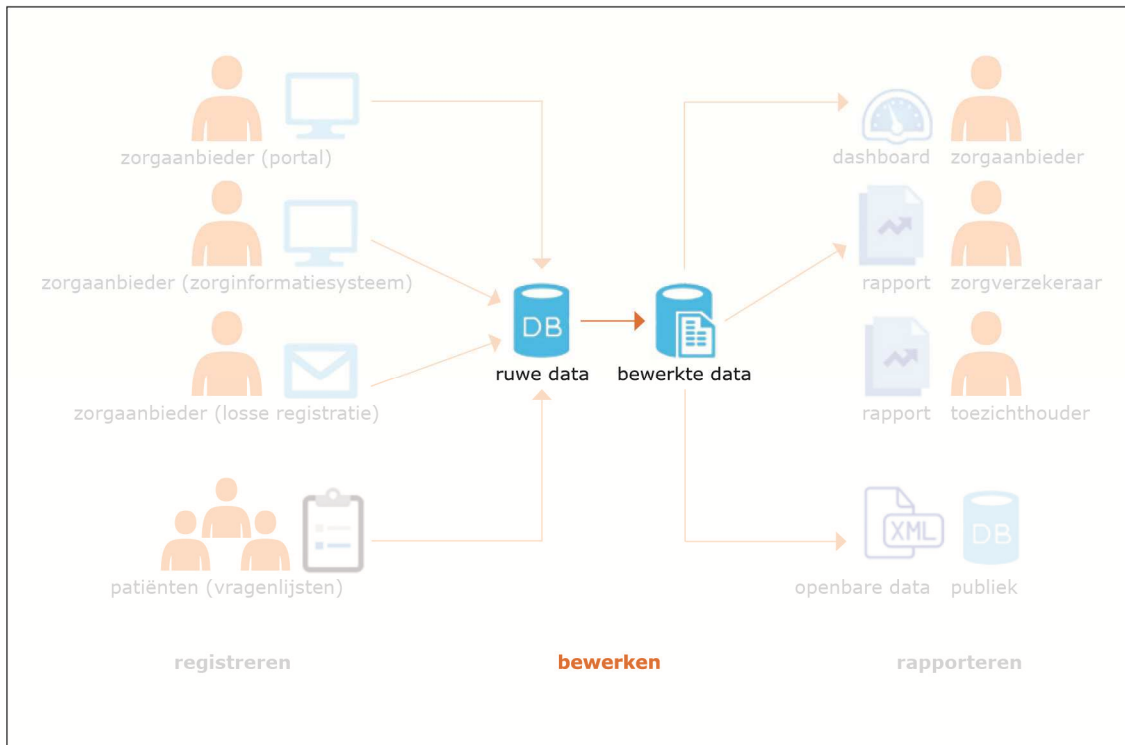 zorgaanbieder (portal)
dashboard
zorgaanbieder
zorgaanbieder (zorginformatiesysteem)
rapport
zorgverzekeraar
DB
ruwe data
bewerkte data
zorgaanbieder (losse registratie)
rapport
toezichthouder
XML
DB
patiënten (vragenlijsten)
openbare data
publiek
registreren
bewerken
rapporteren